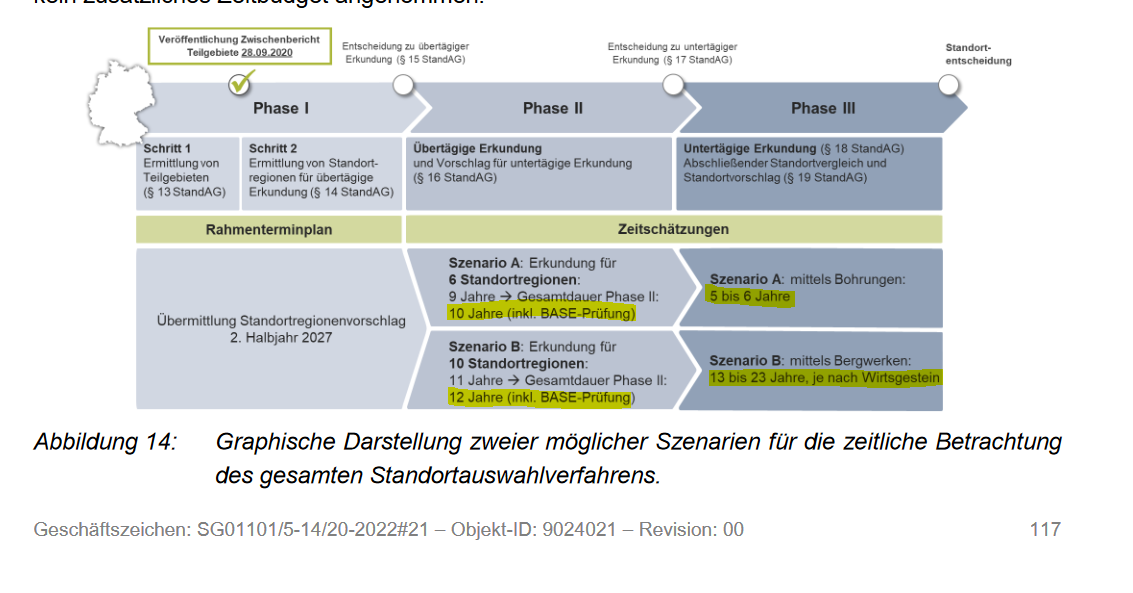 kein zusätzliches Zeitbudget angenommen.
Veröffentlichung Zwischenbericht
Teilgebiete 28.09.2020
Entscheidung zu übertägiger
Erkundung (§ 15 StandAG)
Entscheidung zu untertägiger
Erkundung (§ 17 StandAG)
Standort-
entscheidung
Phase I
Phase II
Phase III
Schritt 1
Ermittlung von
Teilgebieten
(§ 13 StandAG)
Schritt 2
Ermittlung von Standort-
regionen für übertägige
Erkundung (§ 14 StandAG)
Übertägige Erkundung
und Vorschlag für untertägige Erkundung
(§ 16 StandAG)
Untertägige Erkundung (§ 18 StandAG)
Abschließender Standortvergleich und
Standortvorschlag (§ 19 StandAG)
Rahmenterminplan
Zeitschätzungen
Übermittlung Standortregionenvorschlag
2. Halbjahr 2027
Szenario A: Erkundung für
6 Standortregionen:
9 Jahre → Gesamtdauer Phase II:
10 Jahre (inkl. BASE-Prüfung)
Szenario A: mittels Bohrungen:
5 bis 6 Jahre
Szenario B: Erkundung für
10 Standortregionen:
11 Jahre → Gesamtdauer Phase II:
12 Jahre (inkl. BASE-Prüfung)
Szenario B: mittels Bergwerken:
13 bis 23 Jahre, je nach Wirtsgestein
Abbildung 14: Graphische Darstellung zweier möglicher Szenarien für die zeitliche Betrachtung
des gesamten Standortauswahlverfahrens.
Geschäftszeichen: SG01101/5-14/20-2022#21 – Objekt-ID: 9024021 – Revision: 00 117